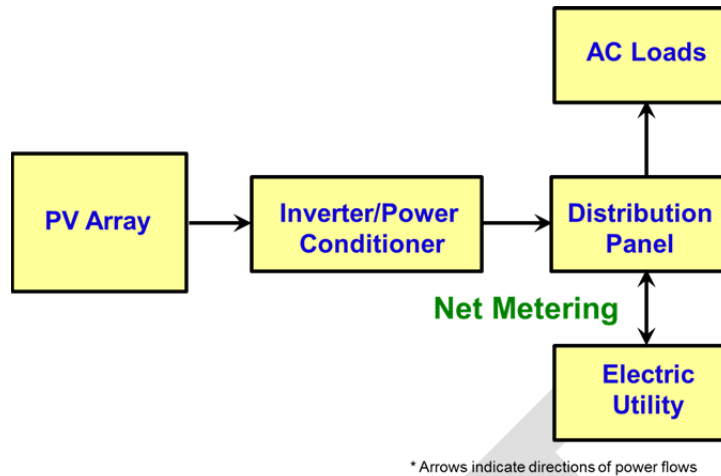 AC Loads
PV Array
Inverter/Power
Conditioner
Distribution
Panel
Net Metering
Electric
Utility
* Arrows indicate directions of power flows